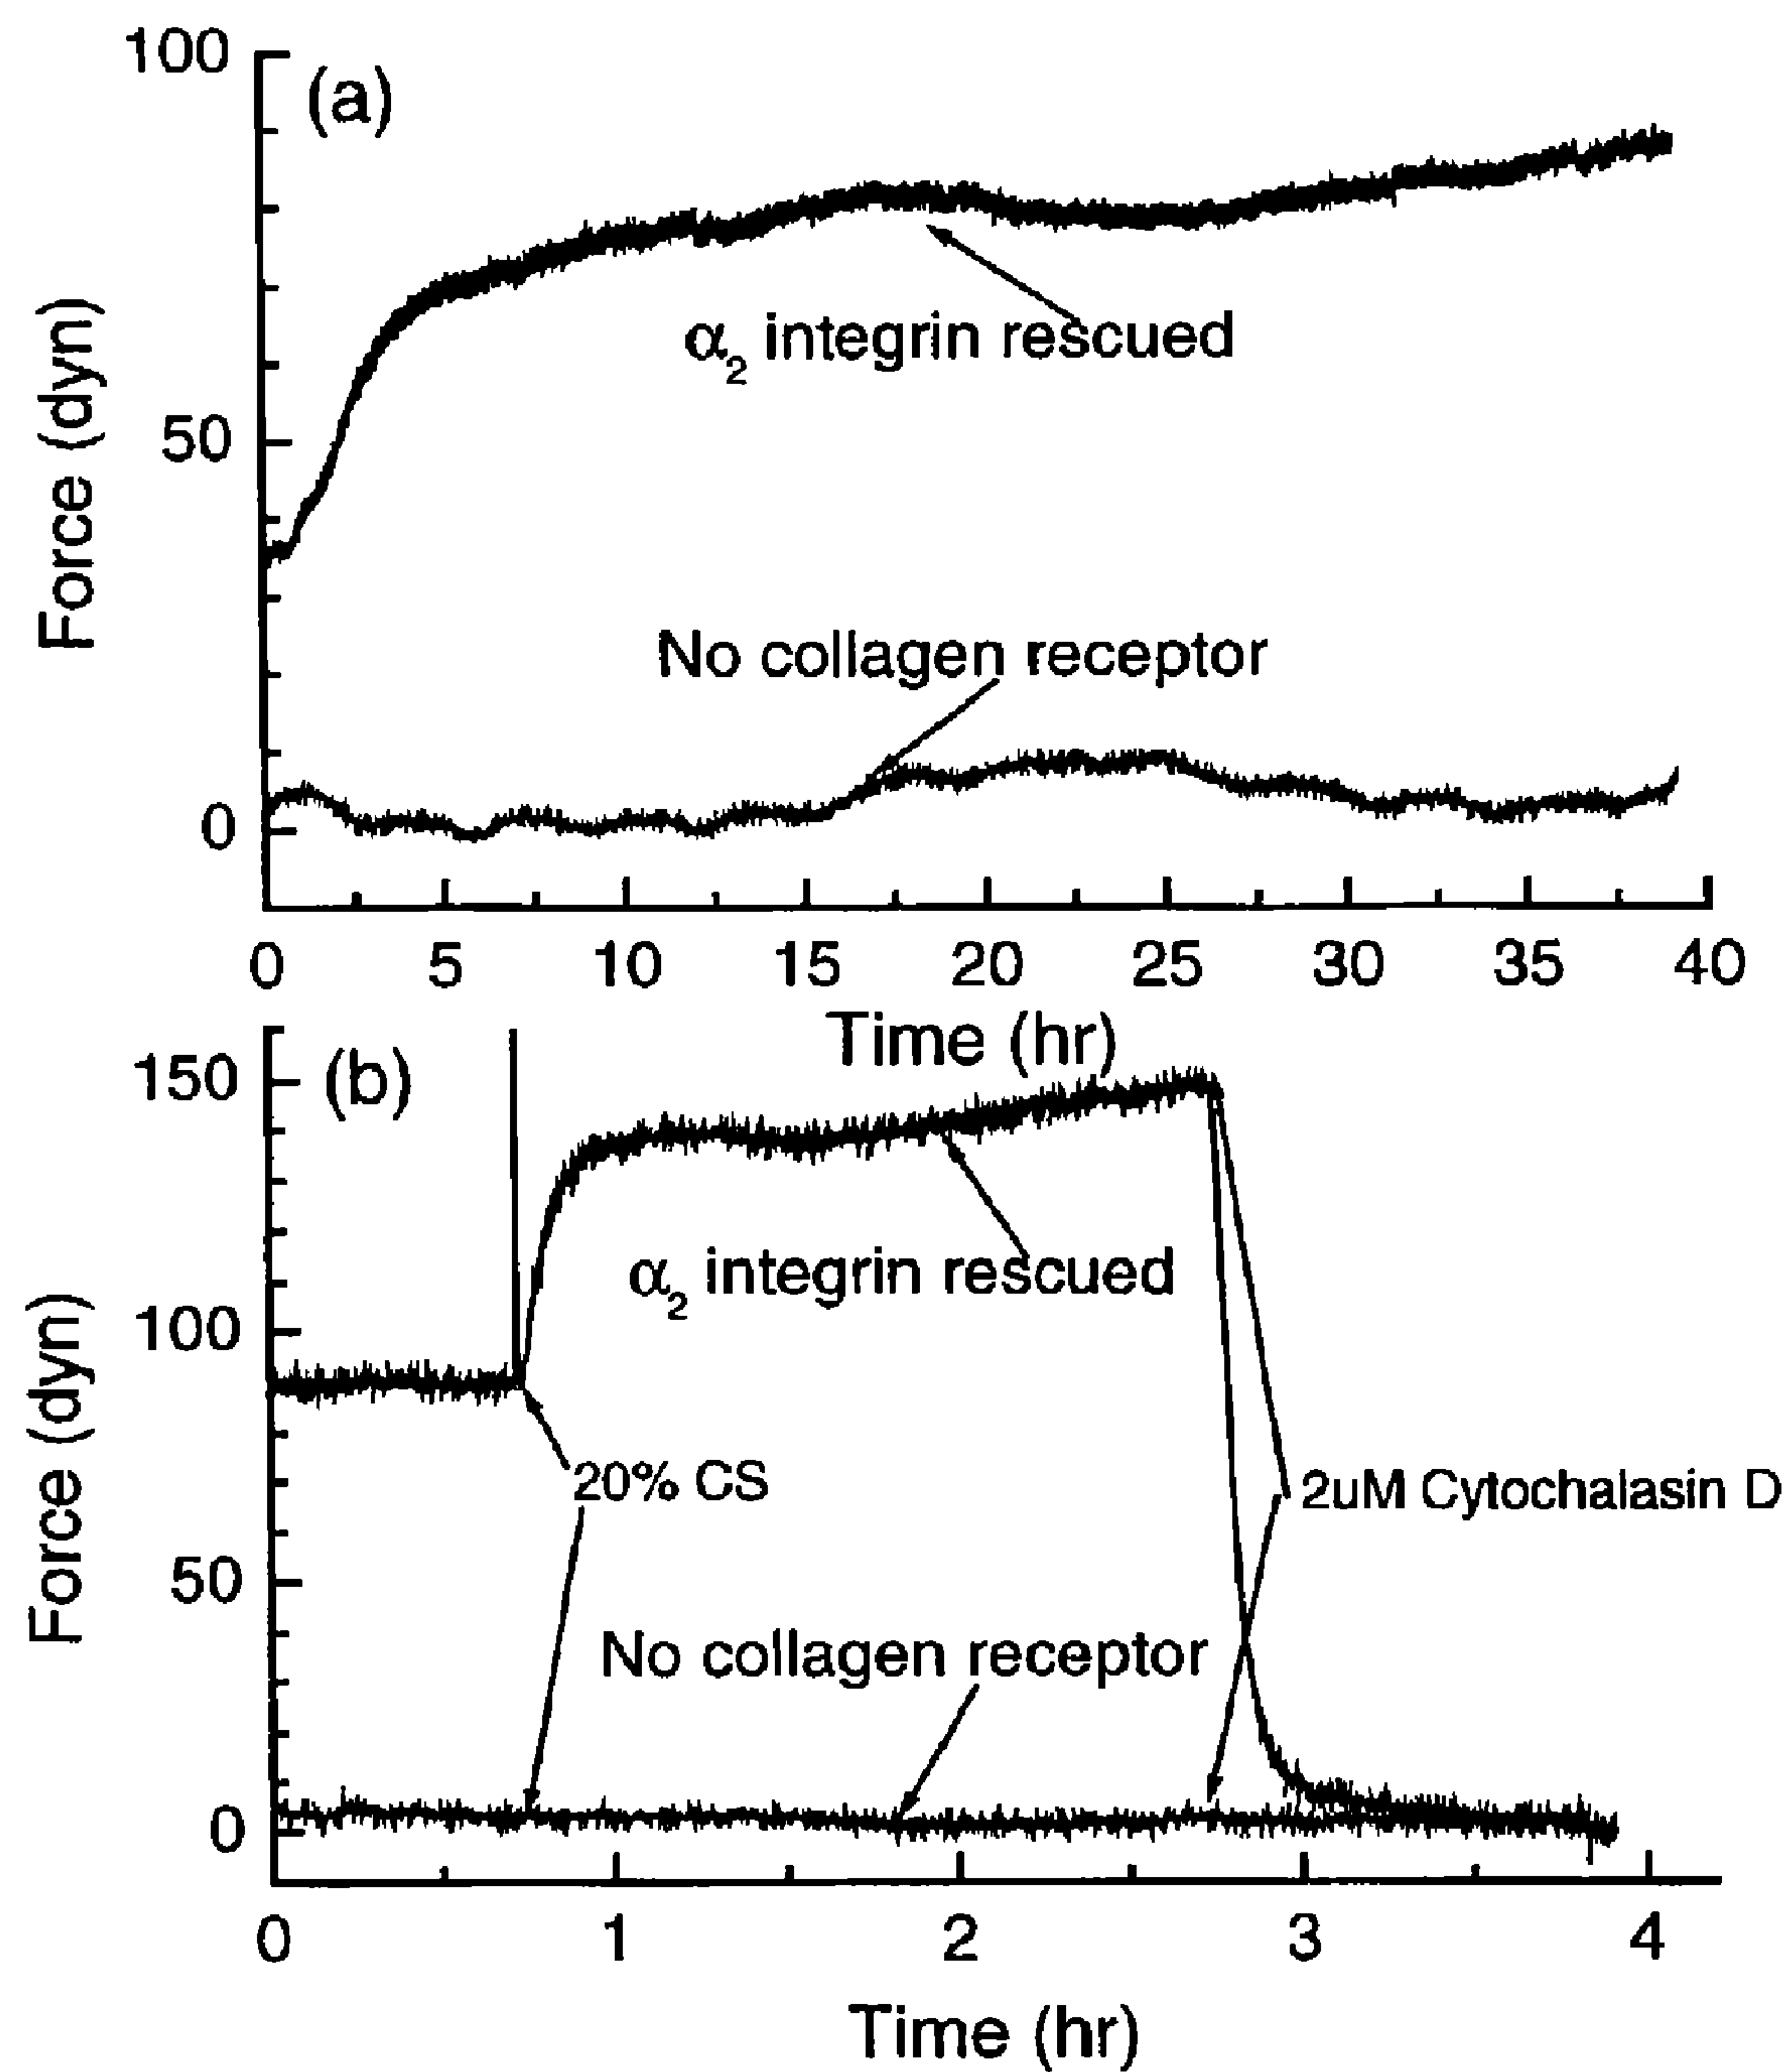 100
(a)
50
0
Force (dyn)
α₂ integrin rescued
No collagen receptor
0 5 10 15 20 25 30 35 40
Time (hr)
150
(b)
100
50
0
Force (dyn)
α₂ integrin rescued
20% CS
2uM Cytochalasin D
No collagen receptor
0 1 2 3 4
Time (hr)